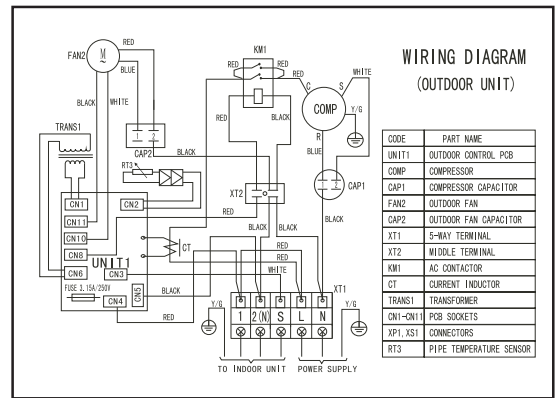 WIRING DIAGRAM
(OUTDOOR UNIT)
FAN2
M
RED
BLUE
BLACK
WHITE
TRANS1
CAP2
1 2
RT3
CN1
CN2
CN11
CN10
CN8
UNIT1
CN6
CN3
FUSE 3.15A/250V
CN4
CN5
CT
KM1
RED
RED
RED
BLACK
BLACK
XT2
RED
BLACK
BLACK
RED
RED
WHITE
BLACK
RED
C
S
WHITE
COMP
Y/G
R
BLUE
CAP1
BLACK
XT1
1 2(N) S L N
Y/G
Y/G
TO INDOOR UNIT
POWER SUPPLY
CODE PART NAME
UNIT1 OUTDOOR CONTROL PCB
COMP COMPRESSOR
CAP1 COMPRESSOR CAPACITOR
FAN2 OUTDOOR FAN
CAP2 OUTDOOR FAN CAPACITOR
XT1 5-WAY TERMINAL
XT2 MIDDLE TERMINAL
KM1 AC CONTACTOR
CT CURRENT INDUCTOR
TRANS1 TRANSFORMER
CN1-CN11 PCB SOCKETS
XP1, XS1 CONNECTORS
RT3 PIPE TEMPERATURE SENSOR